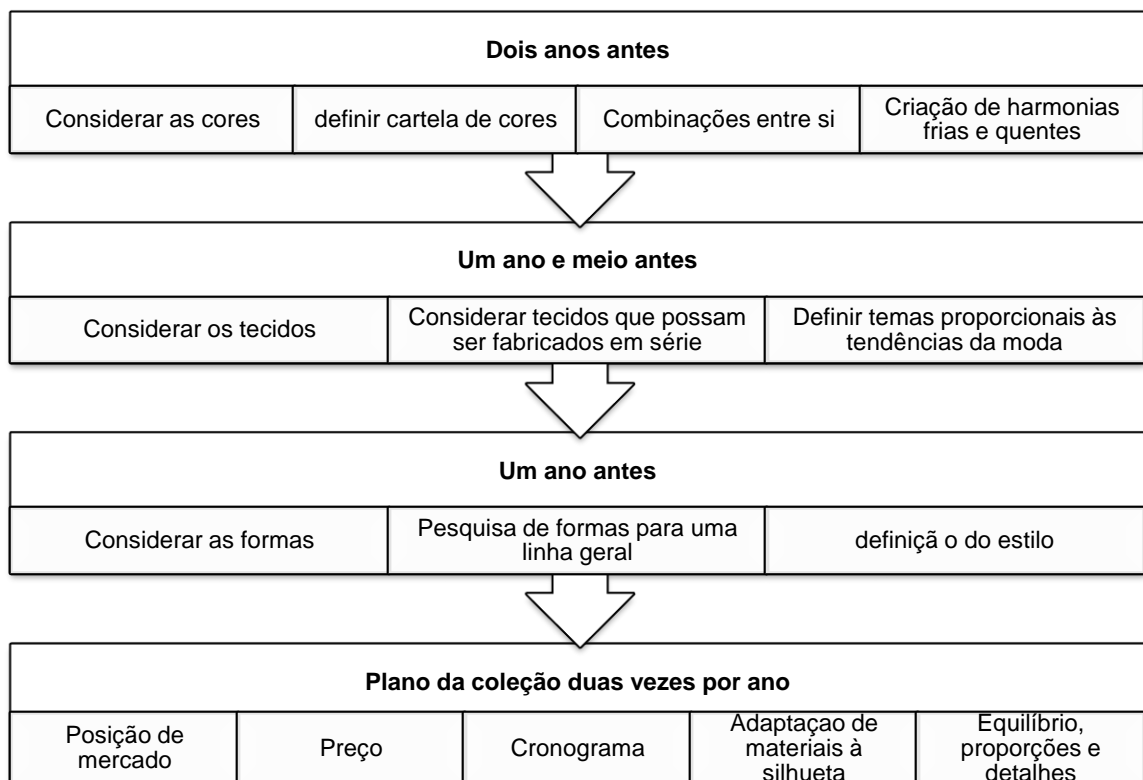 Dois anos antes
Considerar as cores
definir cartela de cores
Combinações entre si
Criação de harmonias
frias e quentes
Um ano e meio antes
Considerar os tecidos
Considerar tecidos que possam
ser fabricados em série
Definir temas proporcionais às
tendências da moda
Um ano antes
Considerar as formas
Pesquisa de formas para uma
linha geral
definiçã o do estilo
Plano da coleção duas vezes por ano
Posição de
mercado
Preço
Cronograma
Adaptaçao de
materiais à
silhueta
Equilíbrio,
proporções e
detalhes